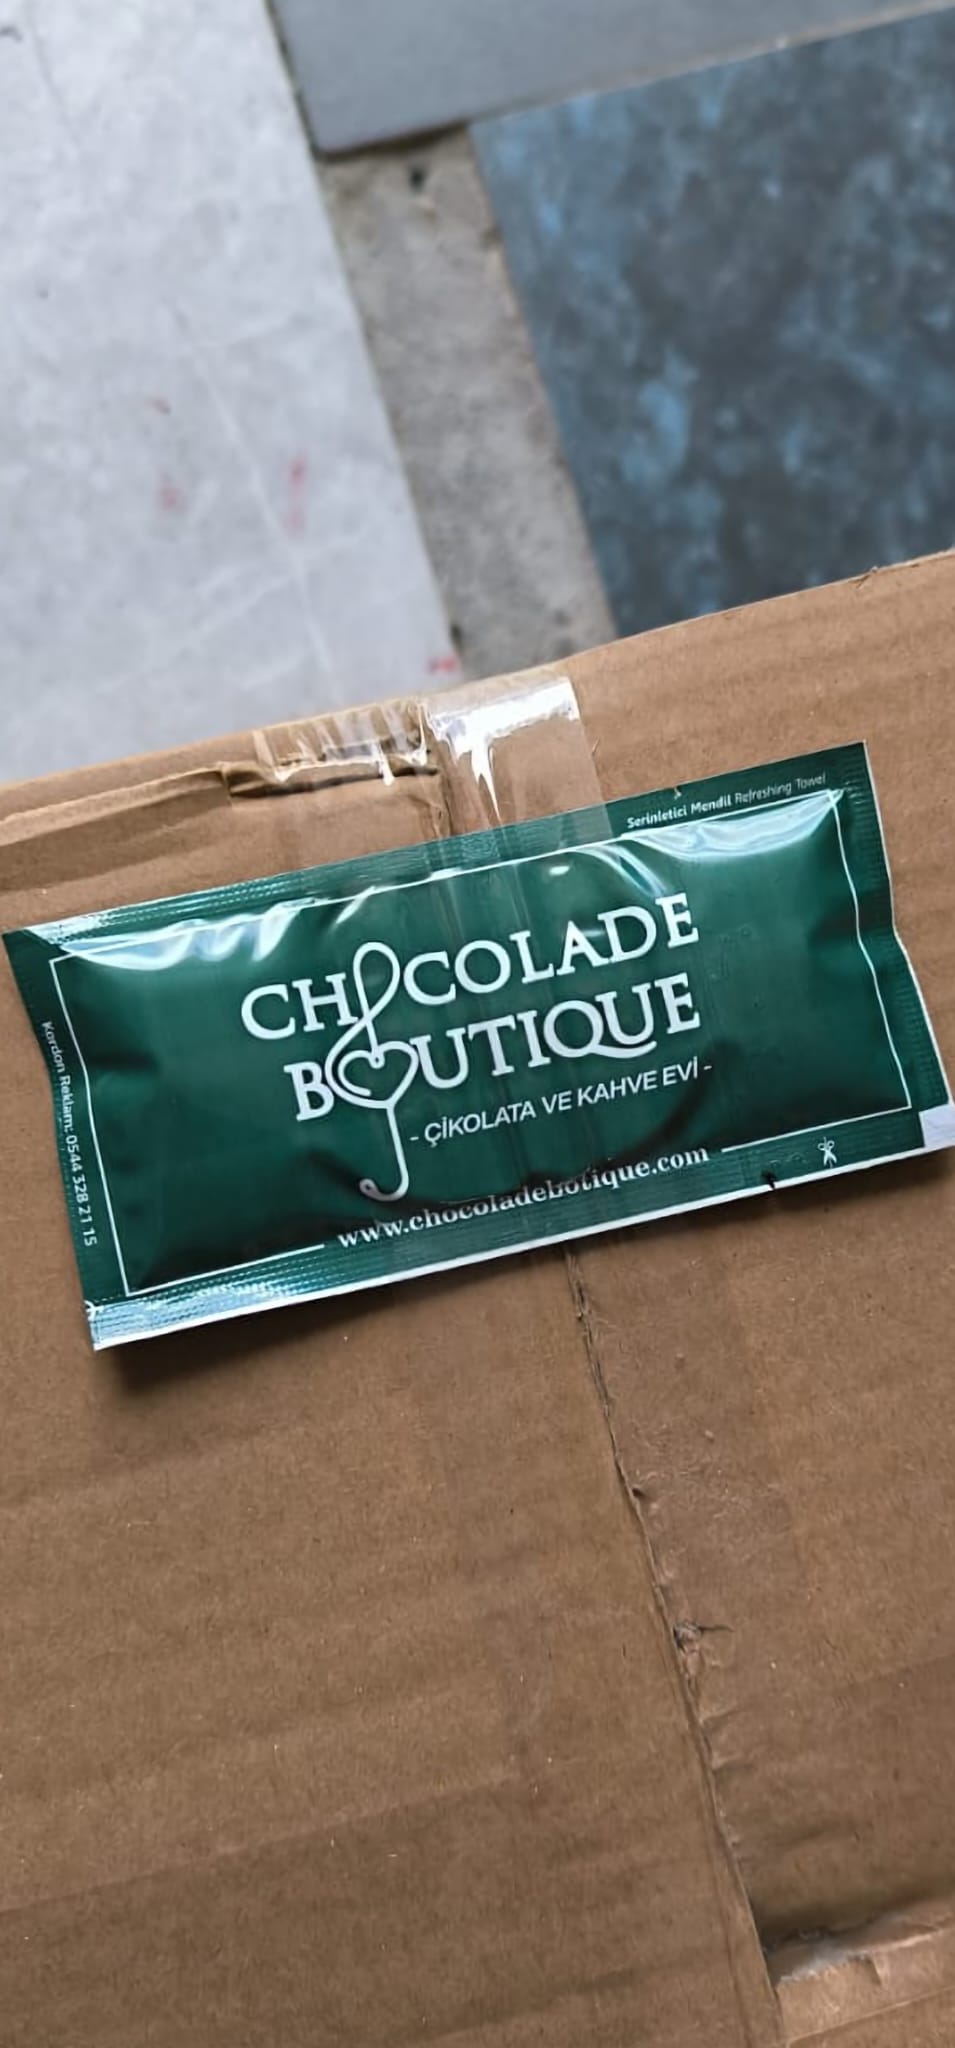 Serinletici Mendil Refreshing Towel
CHOCOLADE
BOUTIQUE
- ÇİKOLATA VE KAHVE EVİ -
www.chocoladebotique.com
Kordon Reklam: 0544 328 21 15